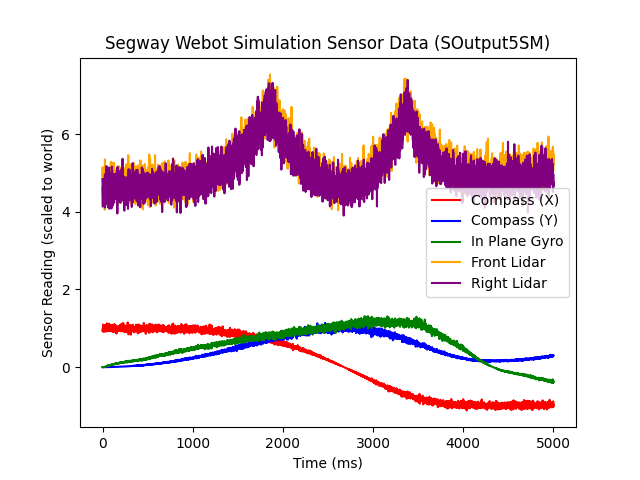 Segway Webot Simulation Sensor Data (SOutput5SM)
Sensor Reading (scaled to world)
6
4
2
0
Compass (X)
Compass (Y)
In Plane Gyro
Front Lidar
Right Lidar
0 1000 2000 3000 4000 5000
Time (ms)